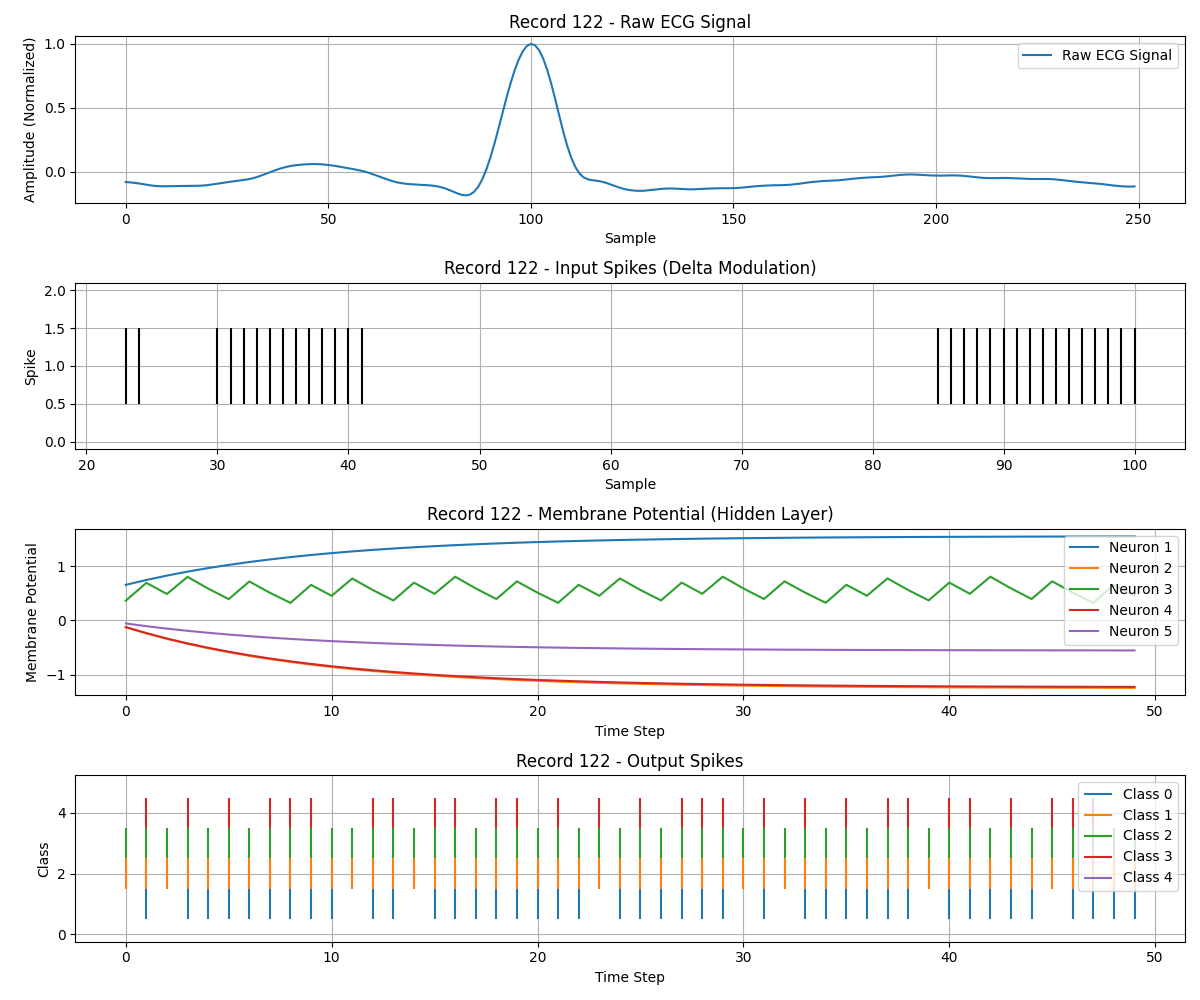 Record 122 - Raw ECG Signal
Amplitude (Normalized)
1.0
0.5
0.0
Raw ECG Signal
0 50 100 150 200 250
Sample
Record 122 - Input Spikes (Delta Modulation)
Spike
2.0
1.5
1.0
0.5
0.0
20 30 40 50 60 70 80 90 100
Sample
Record 122 - Membrane Potential (Hidden Layer)
Membrane Potential
1
0
−1
Neuron 1
Neuron 2
Neuron 3
Neuron 4
Neuron 5
0 10 20 30 40 50
Time Step
Record 122 - Output Spikes
Class
4
2
0
Class 0
Class 1
Class 2
Class 3
Class 4
0 10 20 30 40 50
Time Step